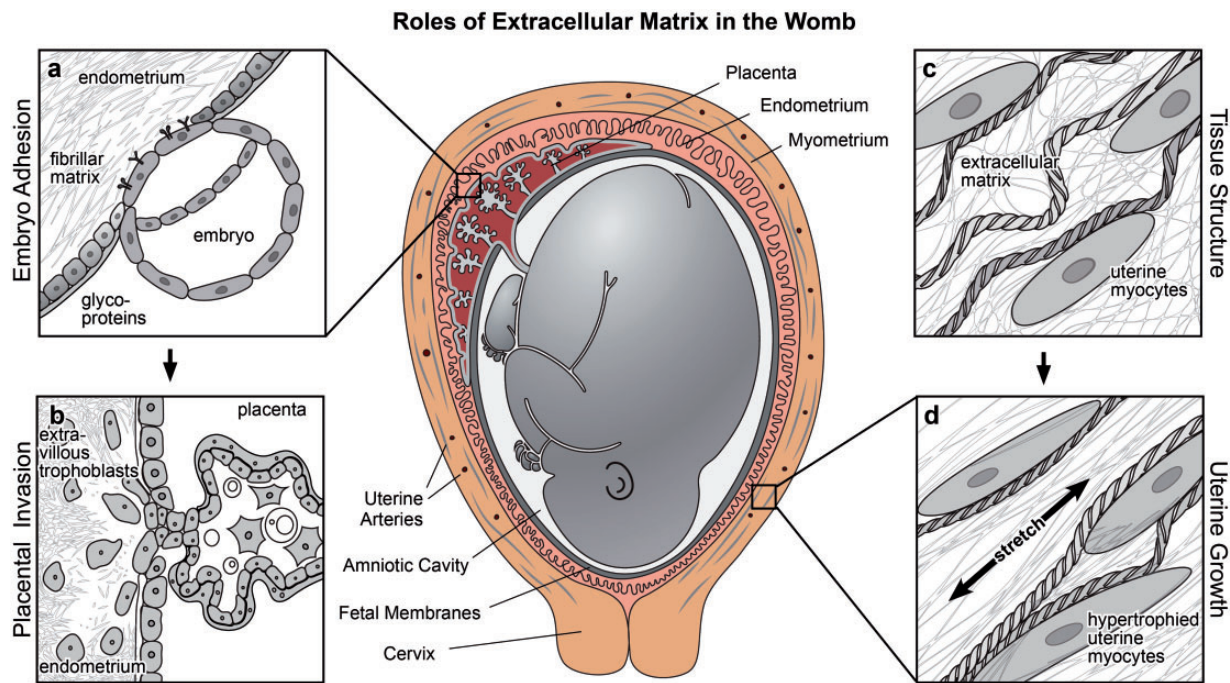 Roles of Extracellular Matrix in the Womb
Embryo Adhesion
a
endometrium
fibrillar
matrix
embryo
glyco-
proteins
Placental Invasion
b
placenta
extra-
villous
trophoblasts
endometrium
Placenta
Endometrium
Myometrium
Uterine
Arteries
Amniotic Cavity
Fetal Membranes
Cervix
c
extracellular
matrix
uterine
myocytes
Tissue Structure
d
stretch
hypertrophied
uterine
myocytes
Uterine Growth